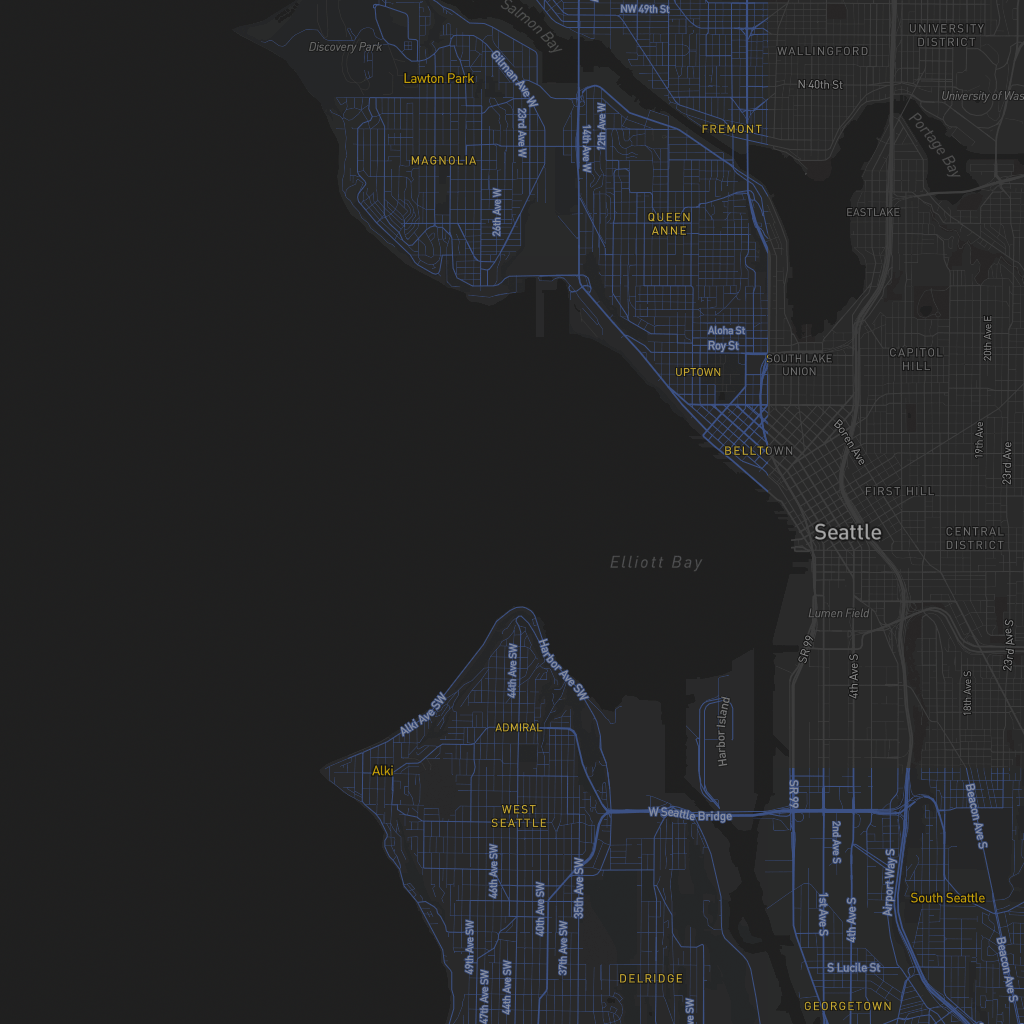 NW 49th St
Salmon Bay
UNIVERSITY
DISTRICT
Discovery Park
WALLINGFORD
Lawton Park
Gilman Ave W
N 40th St
University of Was
23rd Ave W
14th Ave W
12th Ave W
FREMONT
Portage Bay
MAGNOLIA
26th Ave W
QUEEN
ANNE
EASTLAKE
Aloha St
Roy St
20th Ave E
SOUTH LAKE
UNION
CAPITOL
HILL
UPTOWN
BELLTOWN
Boren Ave
19th Ave
23rd Ave
FIRST HILL
Seattle
CENTRAL
DISTRICT
Elliott Bay
Lumen Field
SR 99
4th Ave S
23rd Ave S
18th Ave S
44th Ave SW
Harbor Ave SW
Alki Ave SW
ADMIRAL
Harbor Island
Alki
WEST
SEATTLE
W Seattle Bridge
SR 99
2nd Ave S
Beacon Ave S
46th Ave SW
40th Ave SW
35th Ave SW
Airport Way S
South Seattle
1st Ave S
4th Ave S
49th Ave SW
37th Ave SW
47th Ave SW
44th Ave SW
S Lucile St
Beacon Ave S
DELRIDGE
GEORGETOWN
ve SW